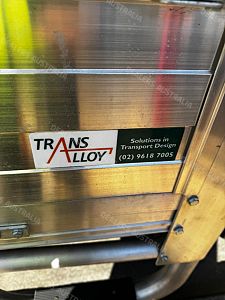 TRANS
ALLOY
Solutions in
Transport Design
(02) 9618 7005